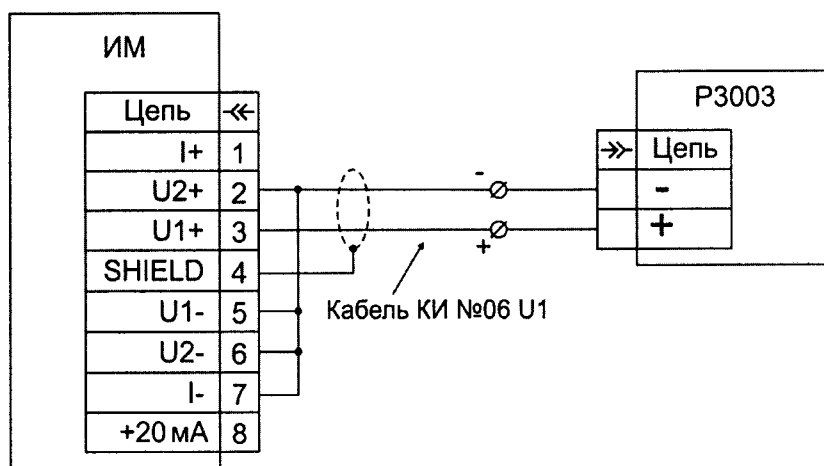 ИМ
Цепь
I+ 1
U2+ 2
U1+ 3
SHIELD 4
U1- 5
U2- 6
I- 7
+20 мА 8
-
+
Кабель КИ №06 U1
Р3003
Цепь
-
+